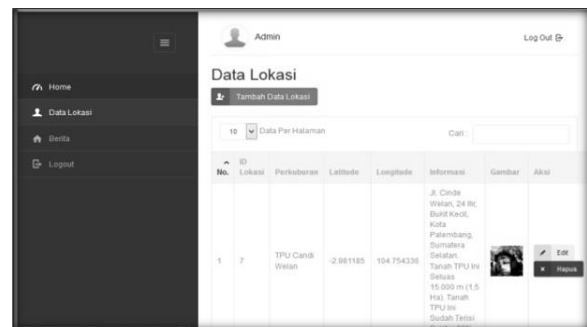 Admin
Log Out
Home
Data Lokasi
Berita
Logout
Data Lokasi
Tambah Data Lokasi
10 Data Per Halaman
Cari :
No.
ID Lokasi
Perkuburan
Latitude
Longitude
Informasi
Gambar
Aksi
1
7
TPU Candi
Welan
-2.981185
104.754338
Jl. Cinde
Welan, 24 Ilir,
Bukit Kecil,
Kota
Palembang,
Sumatera
Selatan.
Tanah TPU Ini
Seluas
15.000 m (1,5
Ha). Tanah
TPU Ini
Sudah Terisi
Edit
Hapus